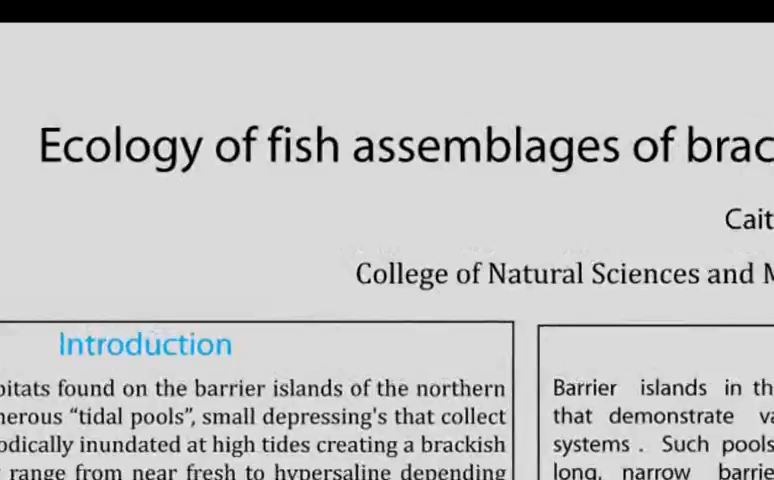 Ecology of fish assemblages of brac
Cait
College of Natural Sciences and M
Introduction
bitats found on the barrier islands of the northern
nerous “tidal pools”, small depressing's that collect
odically inundated at high tides creating a brackish
range from near fresh to hypersaline depending
Barrier islands in th
that demonstrate va
systems . Such pools
long, narrow barrie